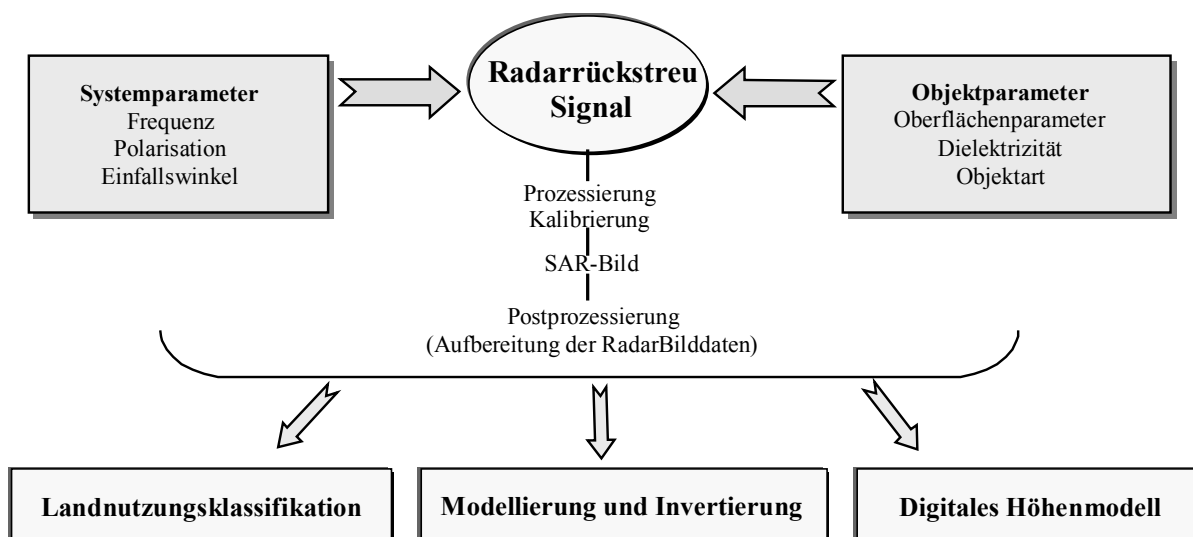 Systemparameter
Frequenz
Polarisation
Einfallswinkel
Radarrückstreu
Signal
Objektparameter
Oberflächenparameter
Dielektrizität
Objektart
Prozessierung
Kalibrierung
SAR-Bild
Postprozessierung
(Aufbereitung der RadarBilddaten)
Landnutzungsklassifikation
Modellierung und Invertierung
Digitales Höhenmodell